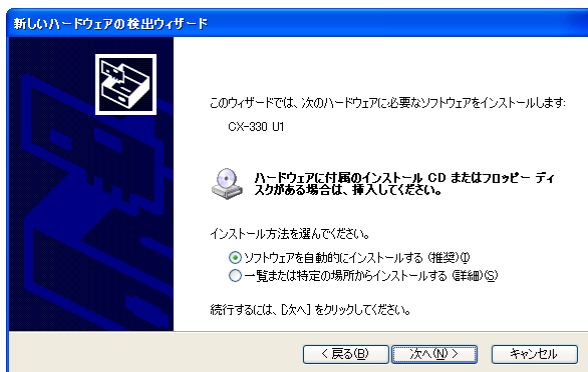 新しいハードウェアの検出ウィザード
このウィザードでは、次のハードウェアに必要なソフトウェアをインストールします:
CX-330 U1
ハードウェアに付属のインストール CD またはフロッピー ディ
スクがある場合は、挿入してください。
インストール方法を選んでください。
ソフトウェアを自動的にインストールする (推奨)(I)
一覧または特定の場所からインストールする (詳細)(S)
続行するには、[次へ] をクリックしてください。
< 戻る(B)
次へ(N) >
キャンセル